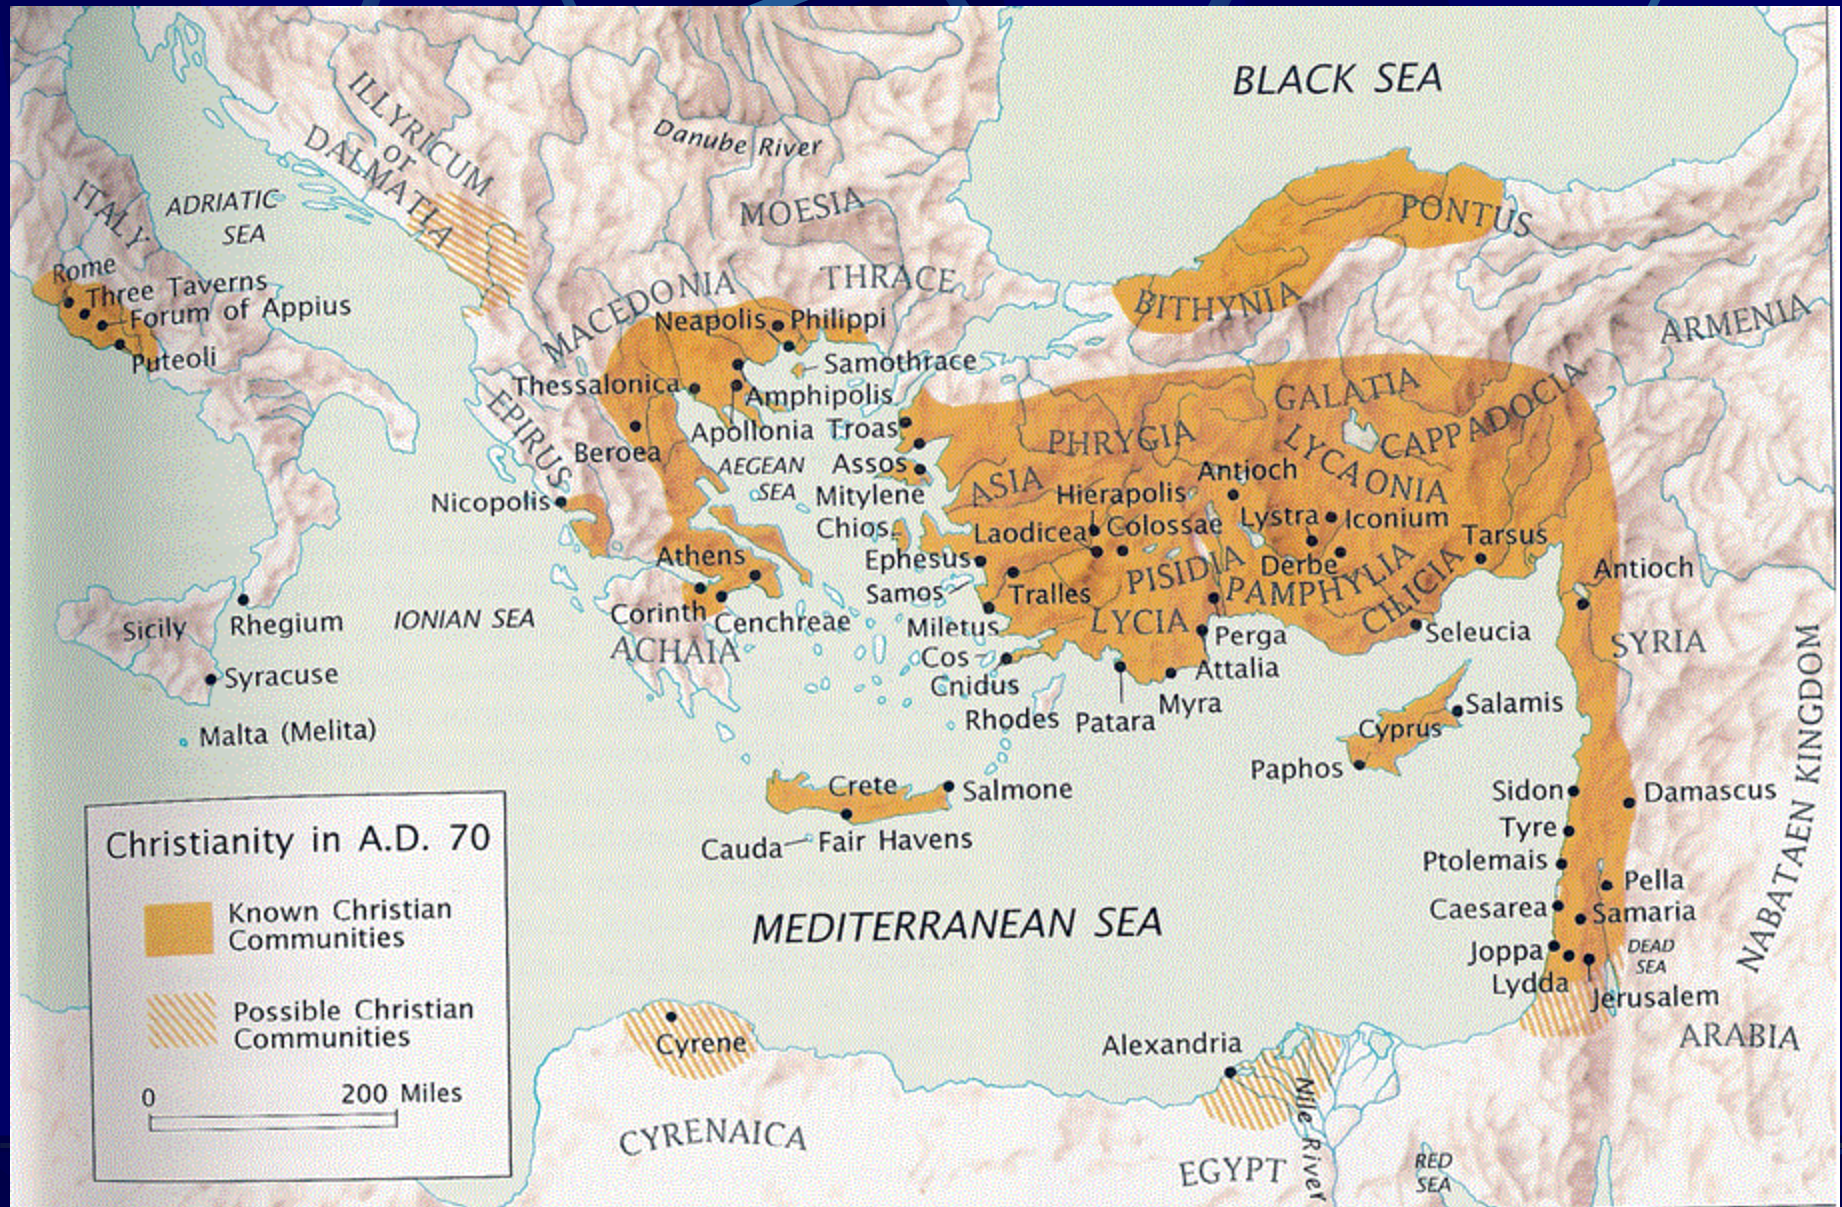 BLACK SEA
ILLYRICUM
or
DALMATIA
Danube River
ITALY
ADRIATIC
SEA
MOESIA
PONTUS
THRACE
MACEDONIA
BITHYNIA
ARMENIA
Rome
Three Taverns
Forum of Appius
Puteoli
Neapolis
Philippi
Samothrace
Thessalonica
Amphipolis
Apollonia
Troas
EPIRUS
Beroea
AEGEAN
SEA
Assos
Mitylene
Chios
Nicopolis
GALATIA
CAPPADOCIA
PHRYGIA
LYCAONIA
ASIA
Antioch
Hierapolis
Laodicea
Colossae
Lystra
Iconium
Tarsus
Athens
Ephesus
PISIDIA
Derbe
PAMPHYLIA
CILICIA
Antioch
Samos
Tralles
Corinth
Cenchreae
ACHAIA
Miletus
LYCIA
Perga
Seleucia
SYRIA
Cos
Cnidus
Attalia
Rhodes
Patara
Myra
Sicily
Rhegium
IONIAN SEA
Syracuse
Malta (Melita)
Salamis
Cyprus
Paphos
Crete
Salmone
Cauda
Fair Havens
Sidon
Damascus
Tyre
Ptolemais
Pella
Caesarea
Samaria
Joppa
DEAD
SEA
Lydda
Jerusalem
NABATAEN KINGDOM
ARABIA
MEDITERRANEAN SEA
Christianity in A.D. 70
Known Christian
Communities
Possible Christian
Communities
0
200 Miles
Cyrene
CYRENAICA
Alexandria
Nile River
EGYPT
RED
SEA